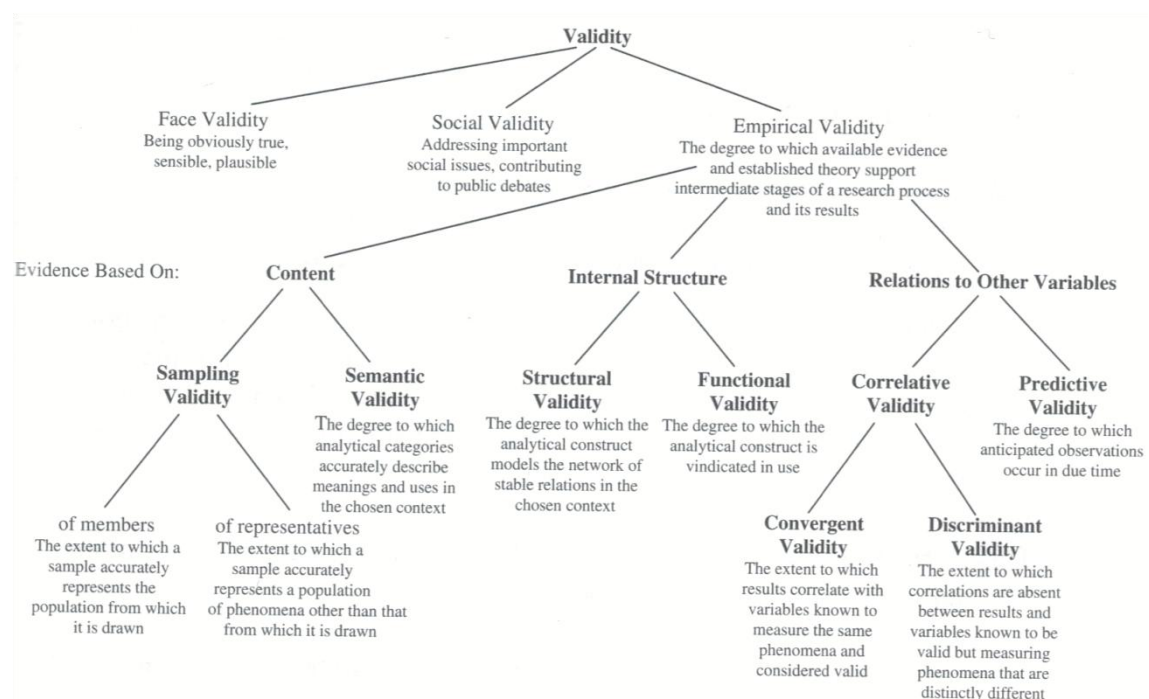 Validity
Face Validity
Being obviously true,
sensible, plausible
Social Validity
Addressing important
social issues, contributing
to public debates
Empirical Validity
The degree to which available evidence
and established theory support
intermediate stages of a research process
and its results
Evidence Based On:
Content
Internal Structure
Relations to Other Variables
Sampling
Validity
Semantic
Validity
The degree to which
analytical categories
accurately describe
meanings and uses in
the chosen context
Structural
Validity
The degree to which the
analytical construct
models the network of
stable relations in the
chosen context
Functional
Validity
The degree to which the
analytical construct is
vindicated in use
Correlative
Validity
Predictive
Validity
The degree to which
anticipated observations
occur in due time
of members
The extent to which a
sample accurately
represents the
population from which
it is drawn
of representatives
The extent to which a
sample accurately
represents a population
of phenomena other than that
from which it is drawn
Convergent
Validity
The extent to which
results correlate with
variables known to
measure the same
phenomena and
considered valid
Discriminant
Validity
The extent to which
correlations are absent
between results and
variables known to be
valid but measuring
phenomena that are
distinctly different